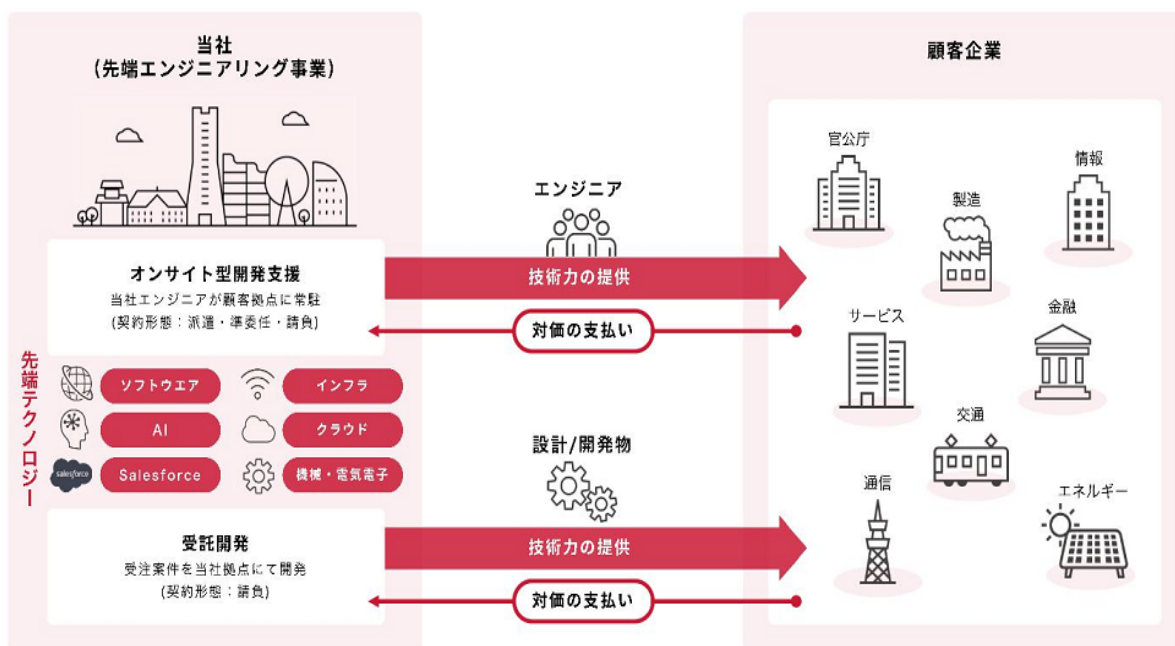 当社
(先端エンジニアリング事業)
オンサイト型開発支援
当社エンジニアが顧客拠点に常駐
(契約形態：派遣・準委任・請負)
先端テクノロジー
ソフトウエア
インフラ
AI
クラウド
salesforce
Salesforce
機械・電気電子
受託開発
受注案件を当社拠点にて開発
(契約形態：請負)
エンジニア
技術力の提供
対価の支払い
設計/開発物
技術力の提供
対価の支払い
顧客企業
官公庁
情報
製造
サービス
金融
交通
通信
エネルギー